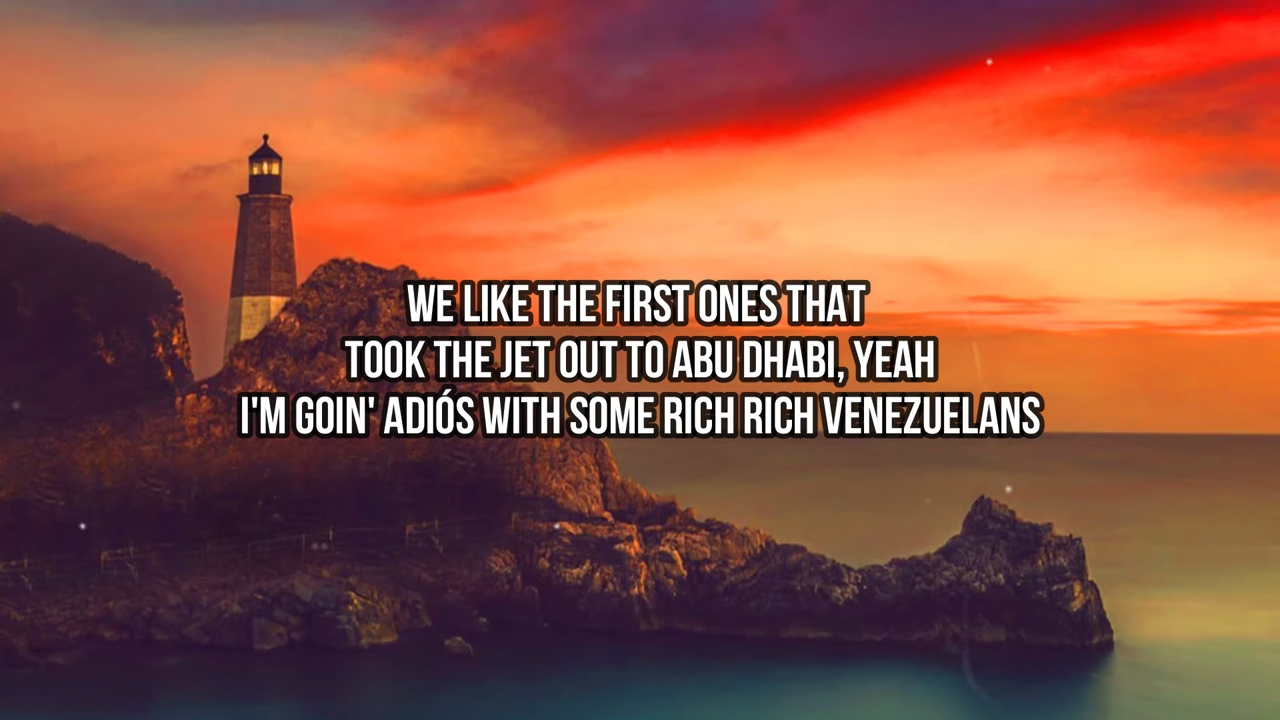 WE LIKE THE FIRST ONES THAT
TOOK THE JET OUT TO ABU DHABI, YEAH
I'M GOIN' ADIÓS WITH SOME RICH RICH VENEZUELANS